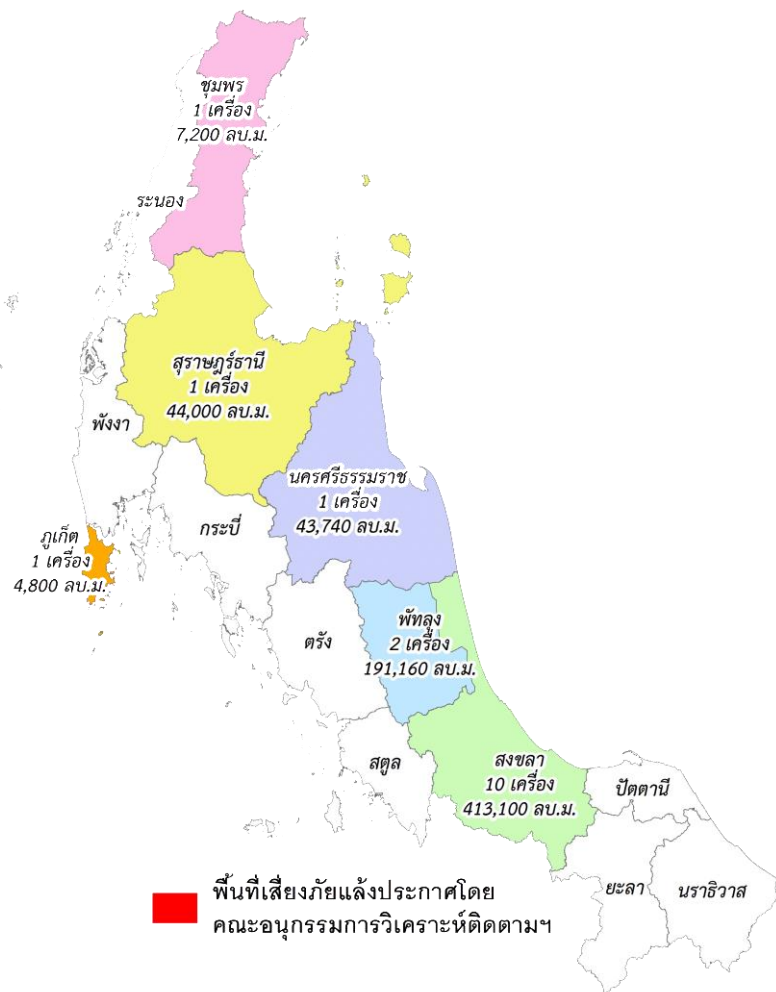 ชุมพร
1 เครื่อง
7,200 ลบ.ม.
ระนอง
สุราษฎร์ธานี
1 เครื่อง
44,000 ลบ.ม.
พังงา
นครศรีธรรมราช
1 เครื่อง
43,740 ลบ.ม.
กระบี่
ภูเก็ต
1 เครื่อง
4,800 ลบ.ม.
ตรัง
พัทลุง
2 เครื่อง
191,160 ลบ.ม.
สตูล
สงขลา
10 เครื่อง
413,100 ลบ.ม.
ปัตตานี
ยะลา
นราธิวาส
พื้นที่เสี่ยงภัยแล้งประกาศโดย
คณะอนุกรรมการวิเคราะห์ติดตามฯ